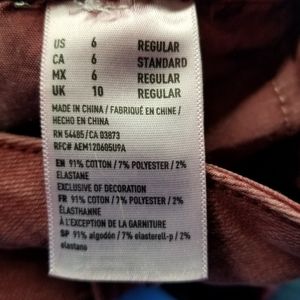 US 6 REGULAR
CA 6 STANDARD
MX 6 REGULAR
UK 10 REGULAR
MADE IN CHINA / FABRIQUÉ EN CHINE /
HECHO EN CHINA
RN 54485/CA 03873
RFC# AEM120605U9A
EN 91% COTTON / 7% POLYESTER / 2%
ELASTANE
EXCLUSIVE OF DECORATION
FR 91% COTON / 7% POLYESTER / 2%
ÉLASTHANNE
À L'EXCEPTION DE LA GARNITURE
SP 91% algodón / 7% elasterell-p / 2%
elastano